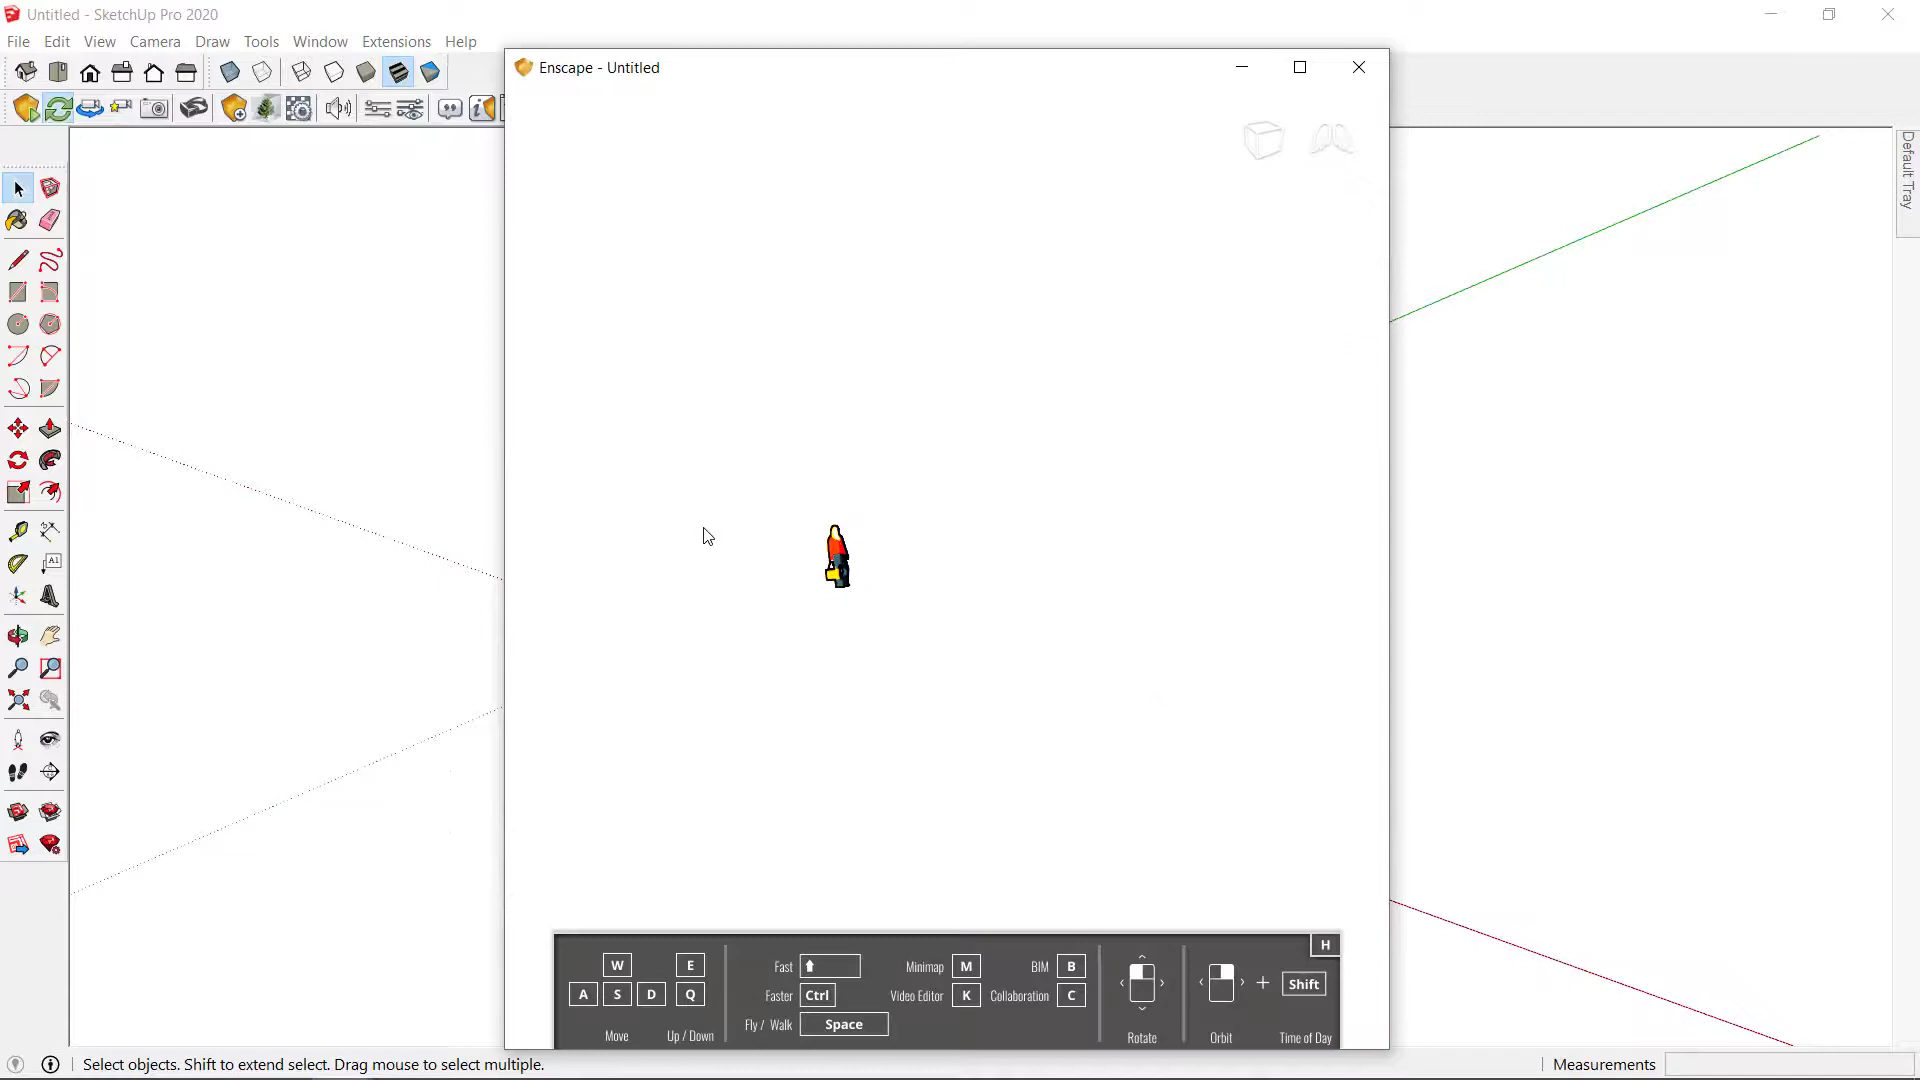 Untitled - SketchUp Pro 2020
File Edit View Camera Draw Tools Window Extensions Help
Enscape - Untitled
Default Tray
A1
H
W E
A S D Q
Move Up / Down
Fast
Faster Ctrl
Fly / Walk Space
Minimap M
Video Editor K
BIM B
Collaboration C
Rotate
Orbit
+ Shift
Time of Day
Select objects. Shift to extend select. Drag mouse to select multiple.
Measurements